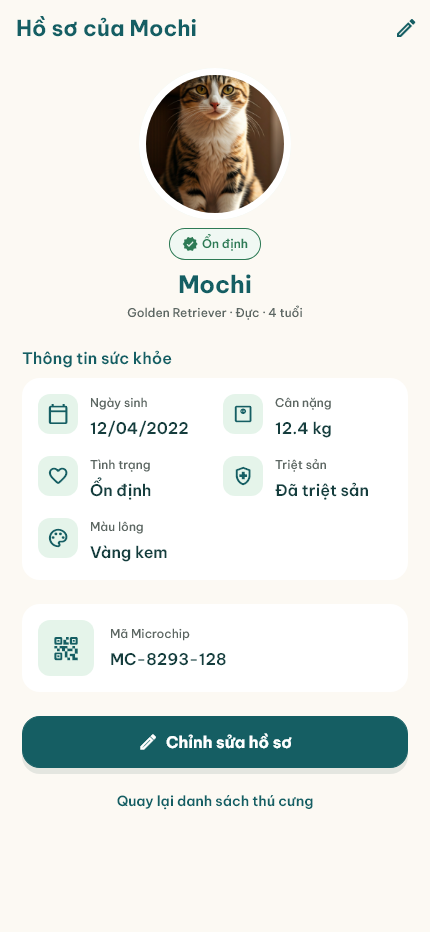 Hồ sơ của Mochi
Ổn định
Mochi
Golden Retriever · Đực · 4 tuổi
Thông tin sức khỏe
Ngày sinh
12/04/2022
Cân nặng
12.4 kg
Tình trạng
Ổn định
Triệt sản
Đã triệt sản
Màu lông
Vàng kem
Mã Microchip
MC-8293-128
Chỉnh sửa hồ sơ
Quay lại danh sách thú cưng